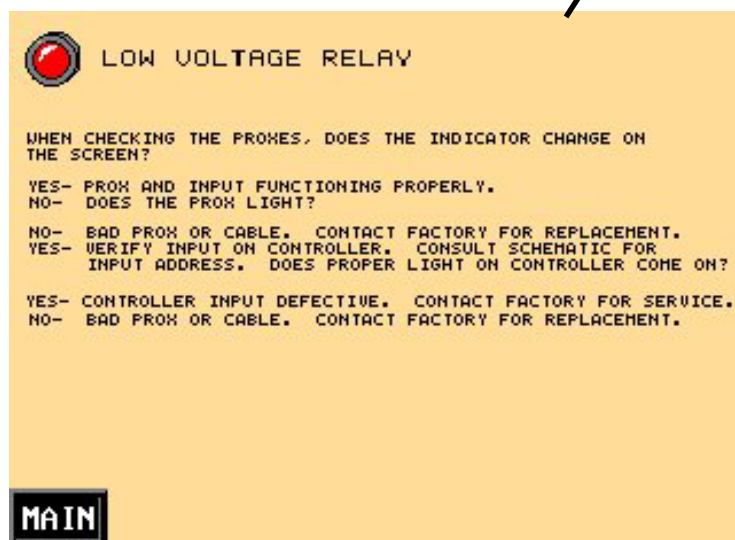 LOW VOLTAGE RELAY
WHEN CHECKING THE PROXES, DOES THE INDICATOR CHANGE ON
THE SCREEN?
YES- PROX AND INPUT FUNCTIONING PROPERLY.
NO- DOES THE PROX LIGHT?
NO- BAD PROX OR CABLE. CONTACT FACTORY FOR REPLACEMENT.
YES- VERIFY INPUT ON CONTROLLER. CONSULT SCHEMATIC FOR
INPUT ADDRESS. DOES PROPER LIGHT ON CONTROLLER COME ON?
YES- CONTROLLER INPUT DEFECTIVE. CONTACT FACTORY FOR SERVICE.
NO- BAD PROX OR CABLE. CONTACT FACTORY FOR REPLACEMENT.
MAIN